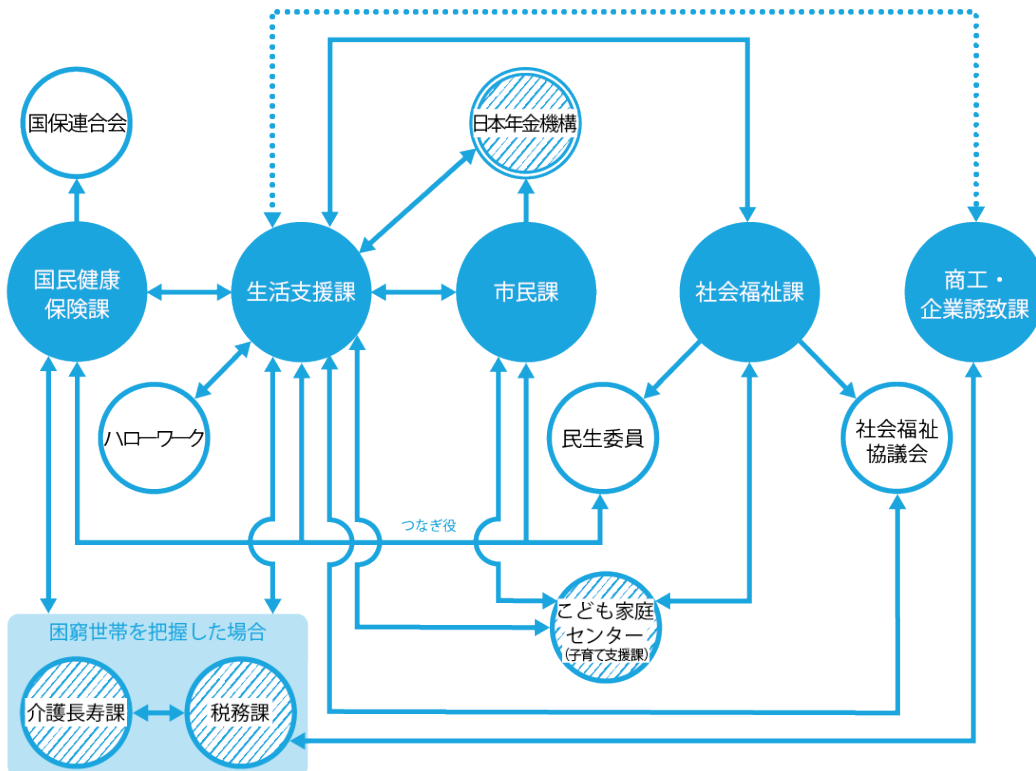 国保連合会
日本年金機構
国民健康
保険課
生活支援課
市民課
社会福祉課
商工・
企業誘致課
ハローワーク
民生委員
社会福祉
協議会
つなぎ役
こども家庭
センター
(子育て支援課)
困窮世帯を把握した場合
介護長寿課
税務課